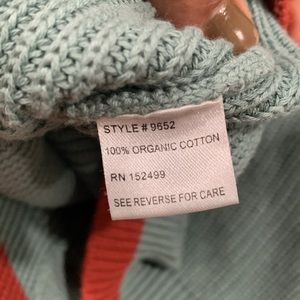 STYLE # 9652
100% ORGANIC COTTON
RN 152499
SEE REVERSE FOR CARE